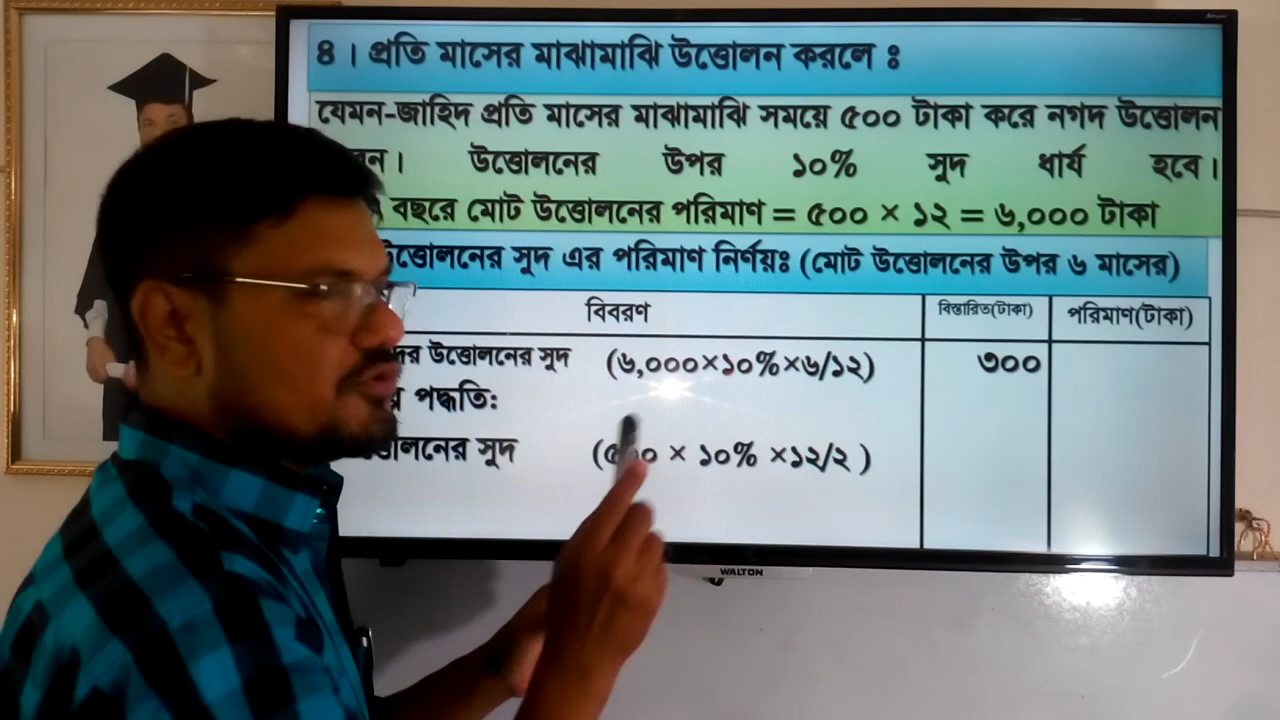 ৪ । প্রতি মাসের মাঝামাঝি উত্তোলন করলে ঃ
যেমন-জাহিদ প্রতি মাসের মাঝামাঝি সময়ে ৫০০ টাকা করে নগদ উত্তোলন
উত্তোলনের উপর ১০% সুদ ধার্য হবে।
বছরে মোট উত্তোলনের পরিমাণ = ৫০০ × ১২ = ৬,০০০ টাকা
উত্তোলনের সুদ এর পরিমাণ নির্ণয়ঃ (মোট উত্তোলনের উপর ৬ মাসের)
বিবরণ বিস্তারিত(টাকা) পরিমাণ(টাকা)
উত্তোলনের সুদ (৬,০০০×১০%×৬/১২) ৩০০
পদ্ধতি:
সুদ × ১০% ×১২/২ )
WALTON